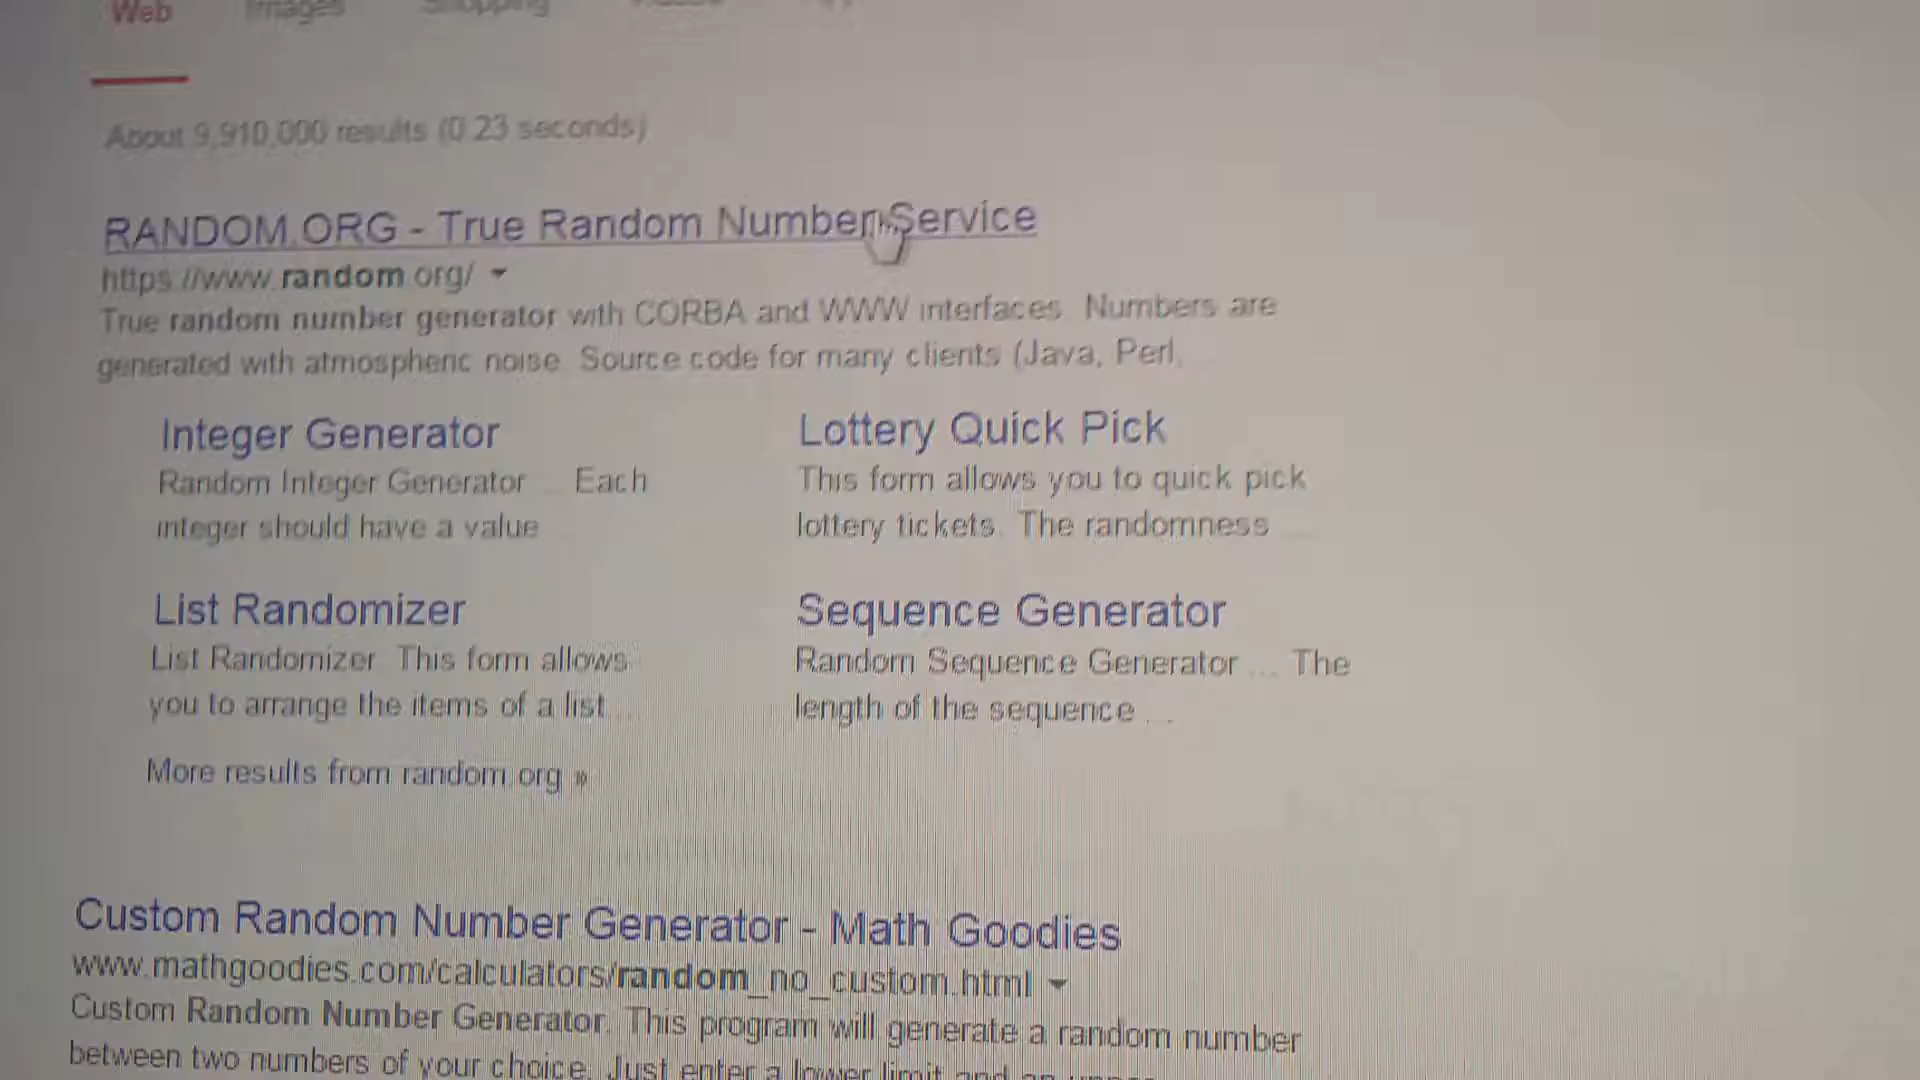 Web Images Shopping
About 9,910,000 results (0.23 seconds)
RANDOM.ORG - True Random Number Service
https://www.random.org/
True random number generator with CORBA and WWW interfaces. Numbers are
generated with atmospheric noise. Source code for many clients (Java, Perl,
Integer Generator
Random Integer Generator ... Each
integer should have a value
Lottery Quick Pick
This form allows you to quick pick
lottery tickets. The randomness ...
List Randomizer
List Randomizer. This form allows
you to arrange the items of a list ...
Sequence Generator
Random Sequence Generator ... The
length of the sequence ...
More results from random.org »
Custom Random Number Generator - Math Goodies
www.mathgoodies.com/calculators/random_no_custom.html
Custom Random Number Generator. This program will generate a random number
between two numbers of your choice. Just enter a lower limit and an